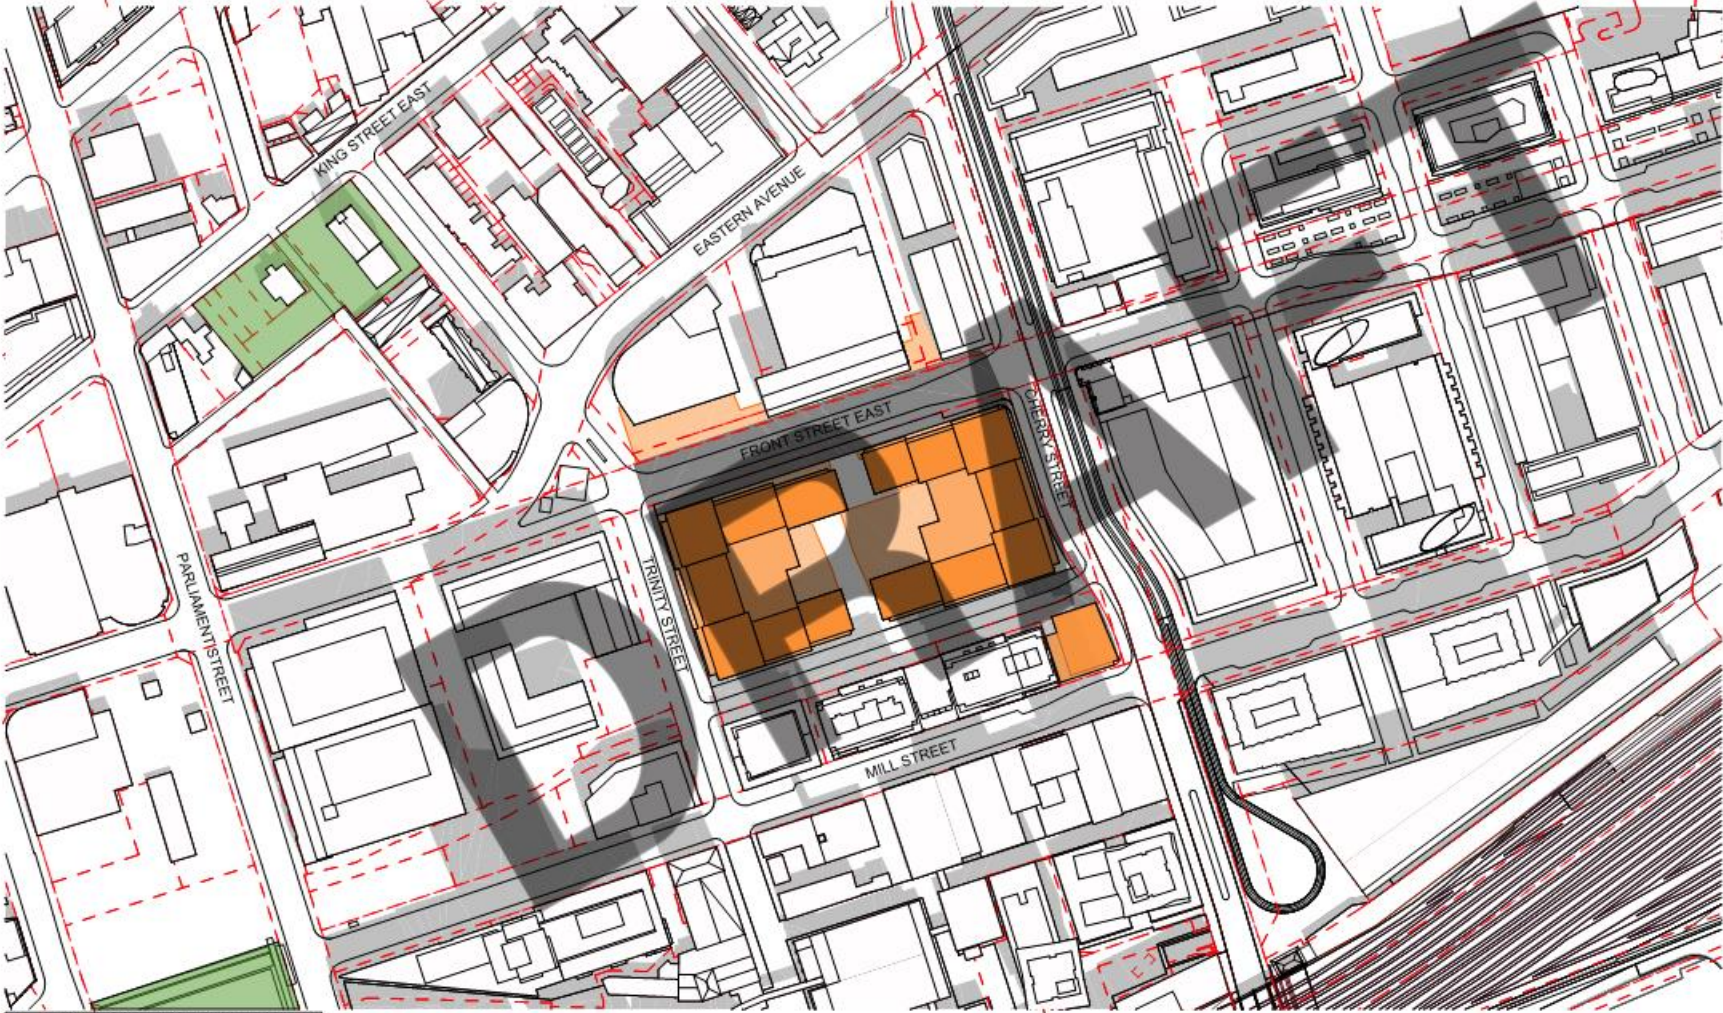 KING STREET EAST
EASTERN AVENUE
FRONT STREET EAST
CHERRY STREET
PARLIAMENT STREET
TRINITY STREET
MILL STREET
DRAFT